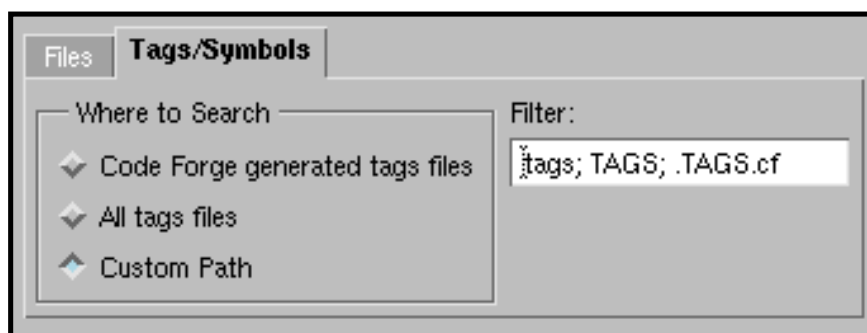 Files Tags/Symbols
Where to Search
Code Forge generated tags files
All tags files
Custom Path
Filter:
tags; TAGS; .TAGS.cf